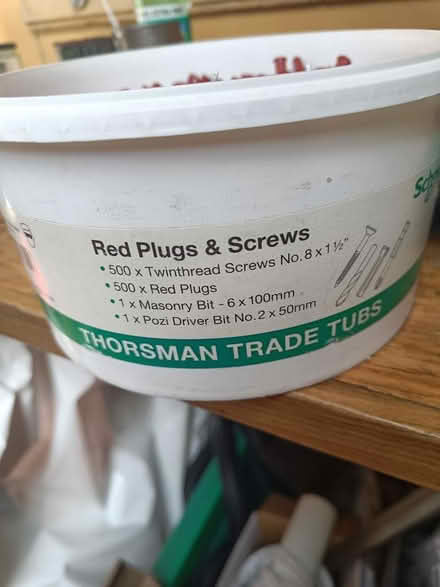 Red Plugs & Screws
• 500 x Twinthread Screws No. 8 x 1½"
• 500 x Red Plugs
• 1 x Masonry Bit - 6 x 100mm
• 1 x Pozi Driver Bit No. 2 x 50mm
THORSMAN TRADE TUBS